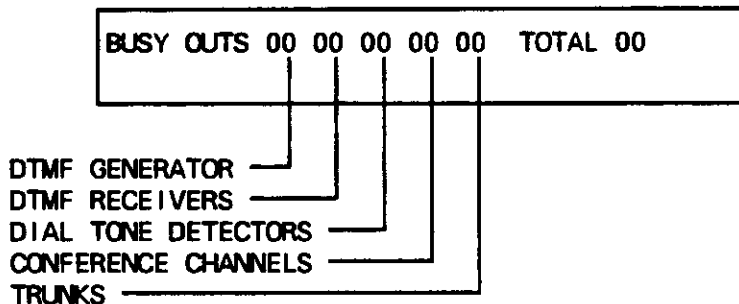 BUSY OUTS 00 00 00 00 00 TOTAL 00
DTMF GENERATOR
DTMF RECEIVERS
DIAL TONE DETECTORS
CONFERENCE CHANNELS
TRUNKS